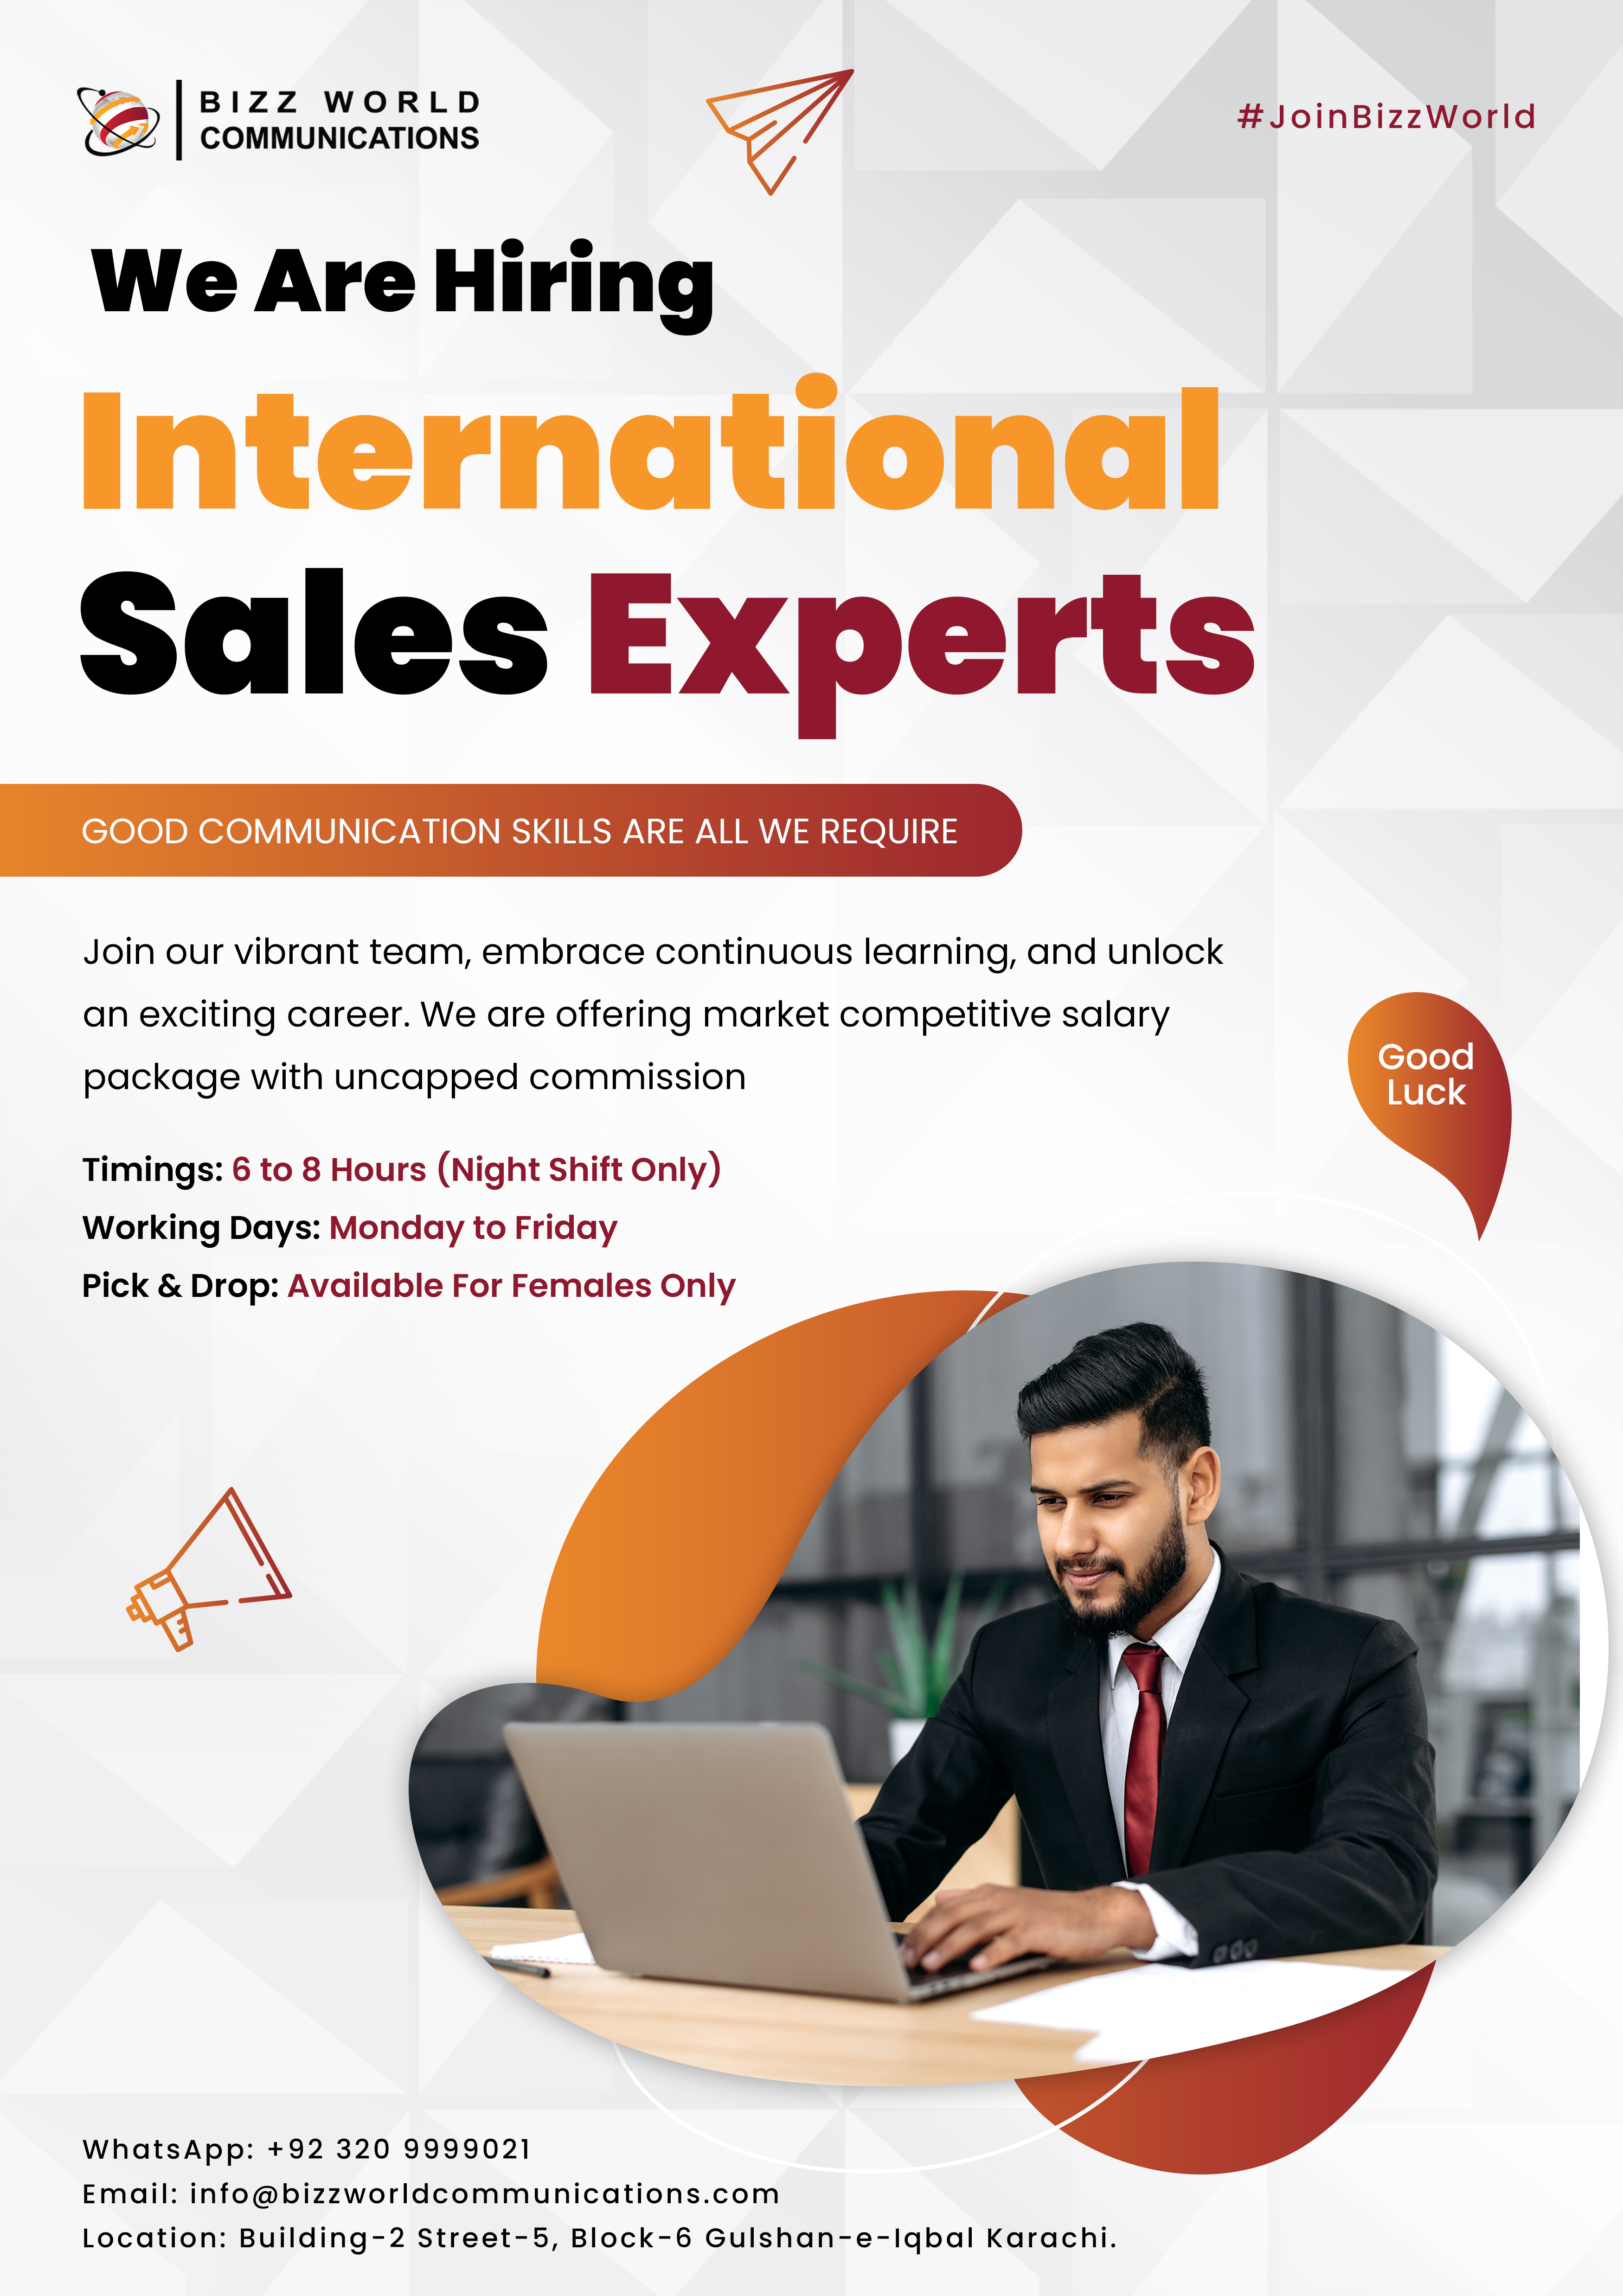 BIZZ WORLD
COMMUNICATIONS
#JoinBizzWorld
We Are Hiring
International
Sales Experts
GOOD COMMUNICATION SKILLS ARE ALL WE REQUIRE
Join our vibrant team, embrace continuous learning, and unlock
an exciting career. We are offering market competitive salary
package with uncapped commission
Good
Luck
Timings: 6 to 8 Hours (Night Shift Only)
Working Days: Monday to Friday
Pick & Drop: Available For Females Only
WhatsApp: +92 320 9999021
Email: info@bizzworldcommunications.com
Location: Building-2 Street-5, Block-6 Gulshan-e-Iqbal Karachi.